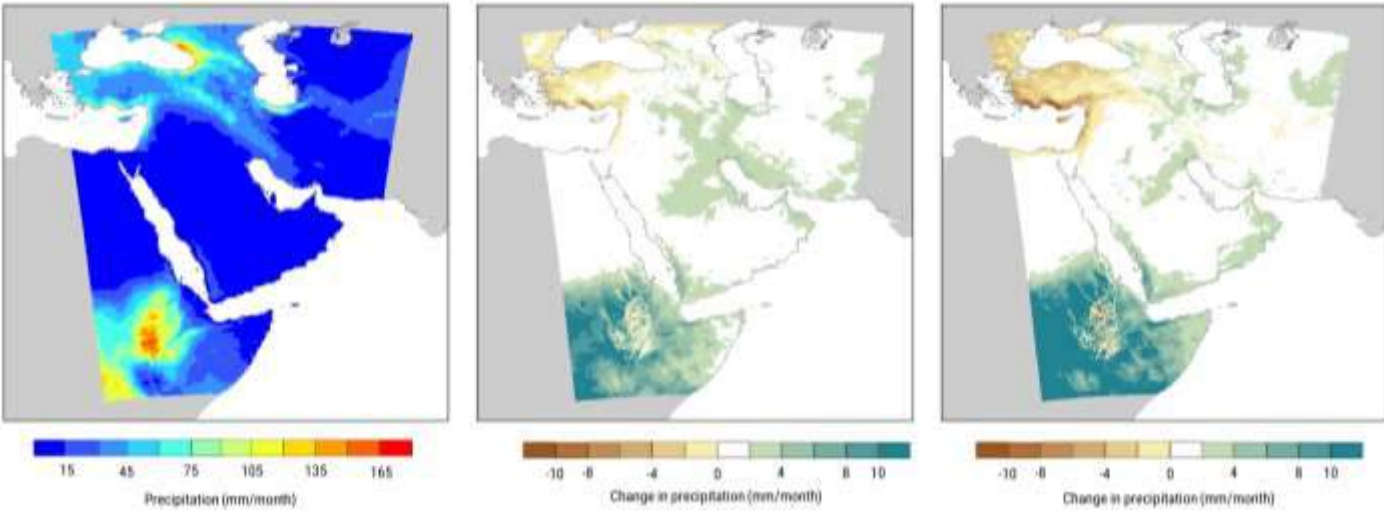 15 45 75 105 135 165
Precipitation (mm/month)
-10 -8 -4 0 4 8 10
Change in precipitation (mm/month)
-10 -8 -4 0 4 8 10
Change in precipitation (mm/month)